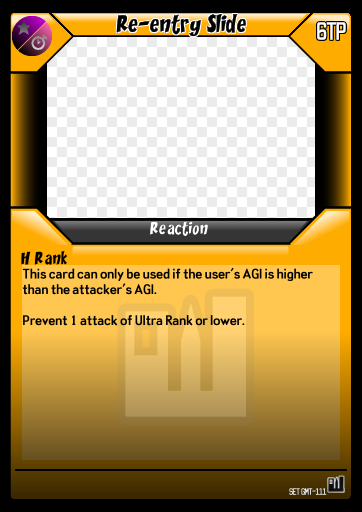 Re-entry Slide
6TP
Reaction
H Rank
This card can only be used if the user's AGI is higher
than the attacker's AGI.
Prevent 1 attack of Ultra Rank or lower.
SET GMT-111